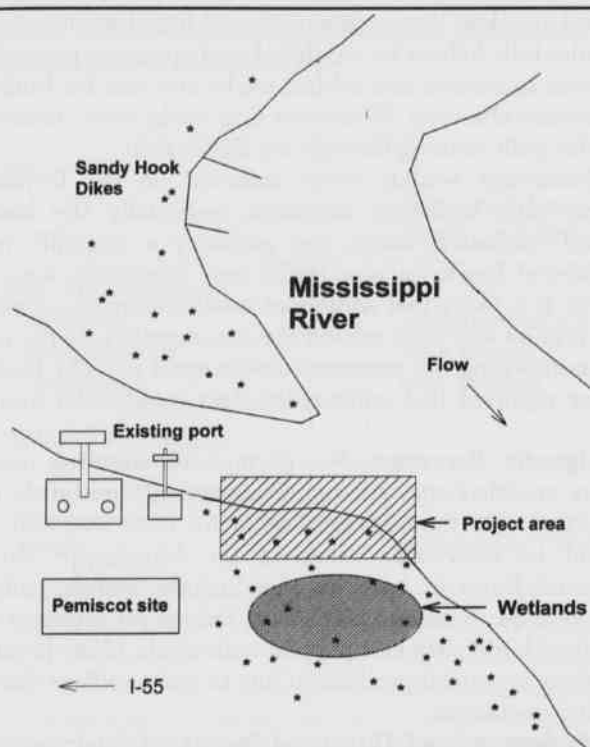 Sandy Hook
Dikes
Mississippi
River
Flow
Existing port
Project area
Pemiscot site
Wetlands
I-55